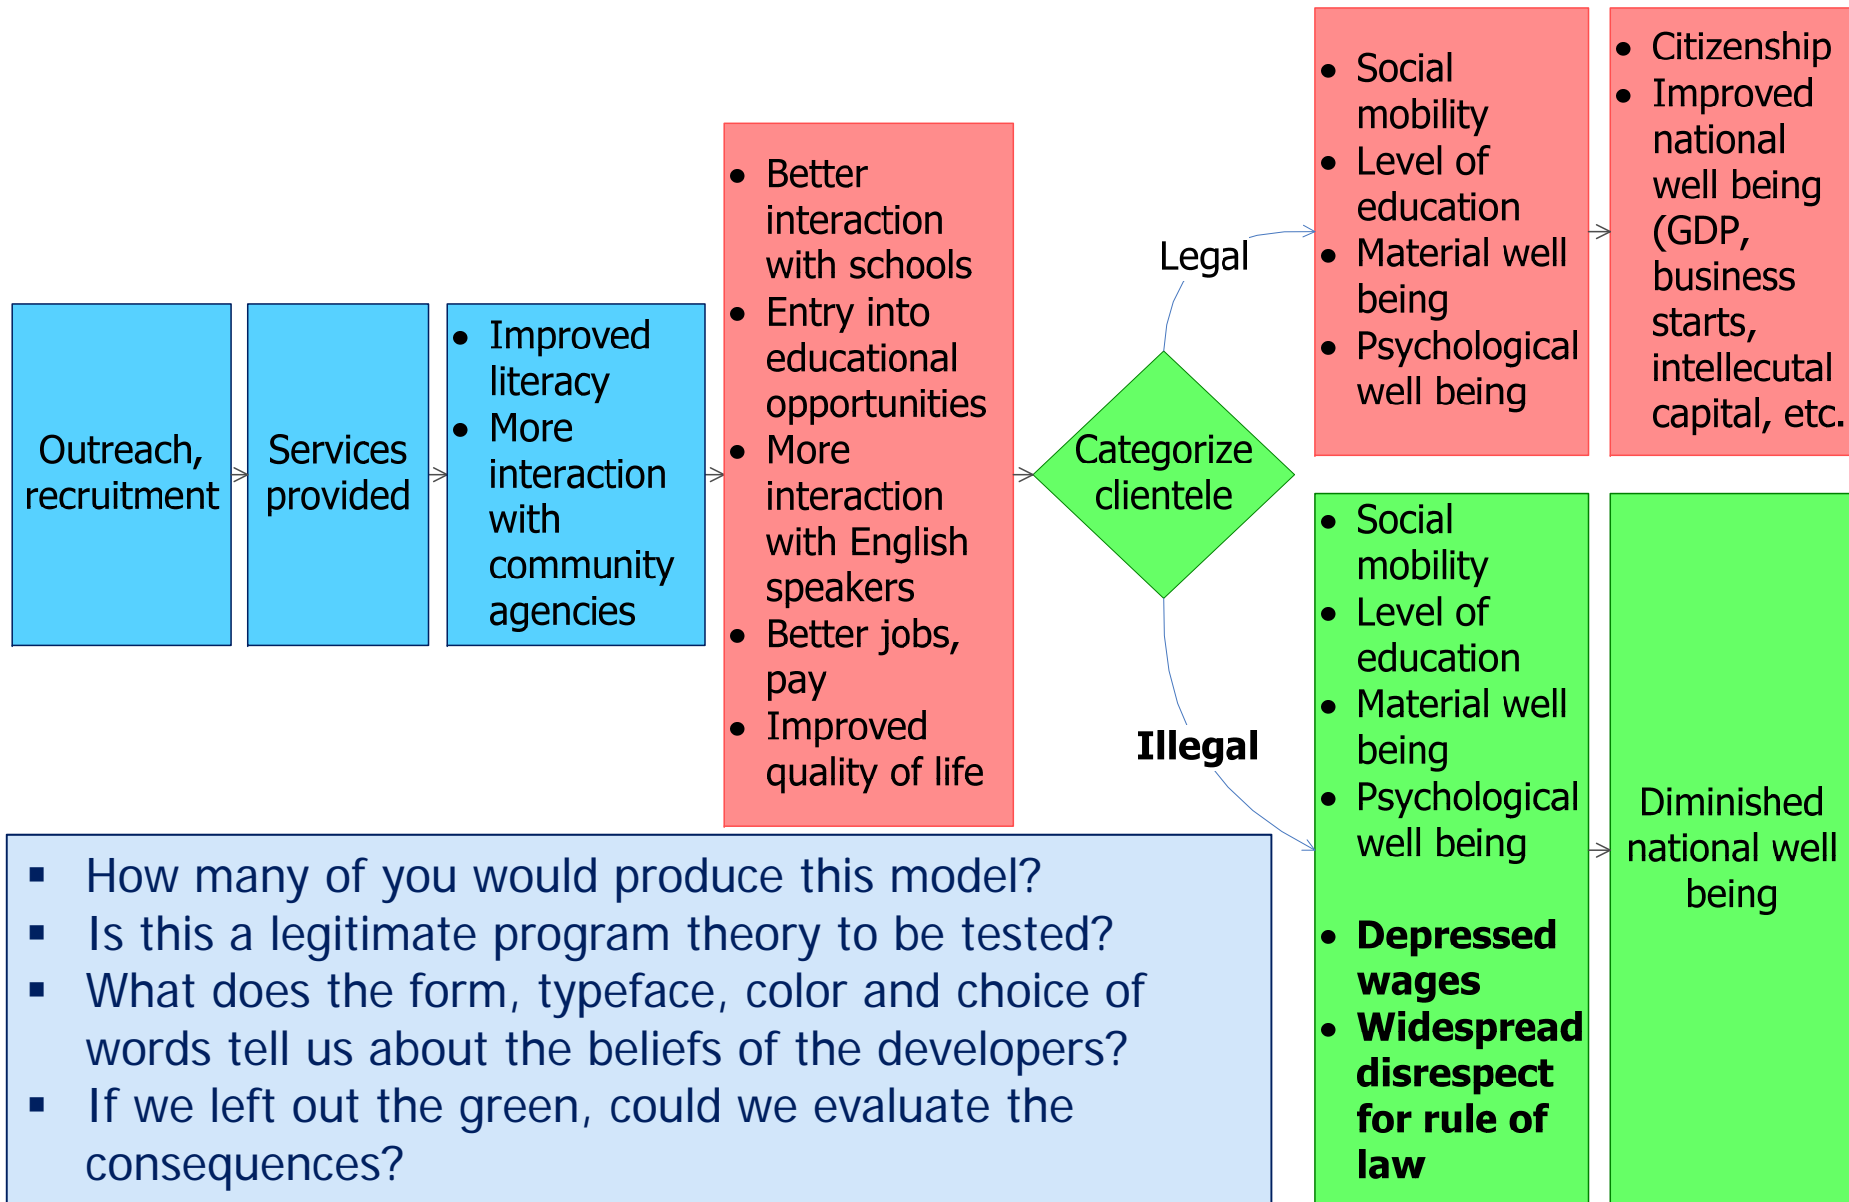 Outreach,
recruitment
Services
provided
• Improved
literacy
• More
interaction
with
community
agencies
• Better
interaction
with schools
• Entry into
educational
opportunities
• More
interaction
with English
speakers
• Better jobs,
pay
• Improved
quality of life
Categorize
clientele
Legal
• Social
mobility
• Level of
education
• Material well
being
• Psychological
well being
• Citizenship
• Improved
national
well being
(GDP,
business
starts,
intellecutal
capital, etc.
Illegal
• Social
mobility
• Level of
education
• Material well
being
• Psychological
well being
• Depressed
wages
• Widespread
disrespect
for rule of
law
Diminished
national well
being
▪ How many of you would produce this model?
▪ Is this a legitimate program theory to be tested?
▪ What does the form, typeface, color and choice of
words tell us about the beliefs of the developers?
▪ If we left out the green, could we evaluate the
consequences?